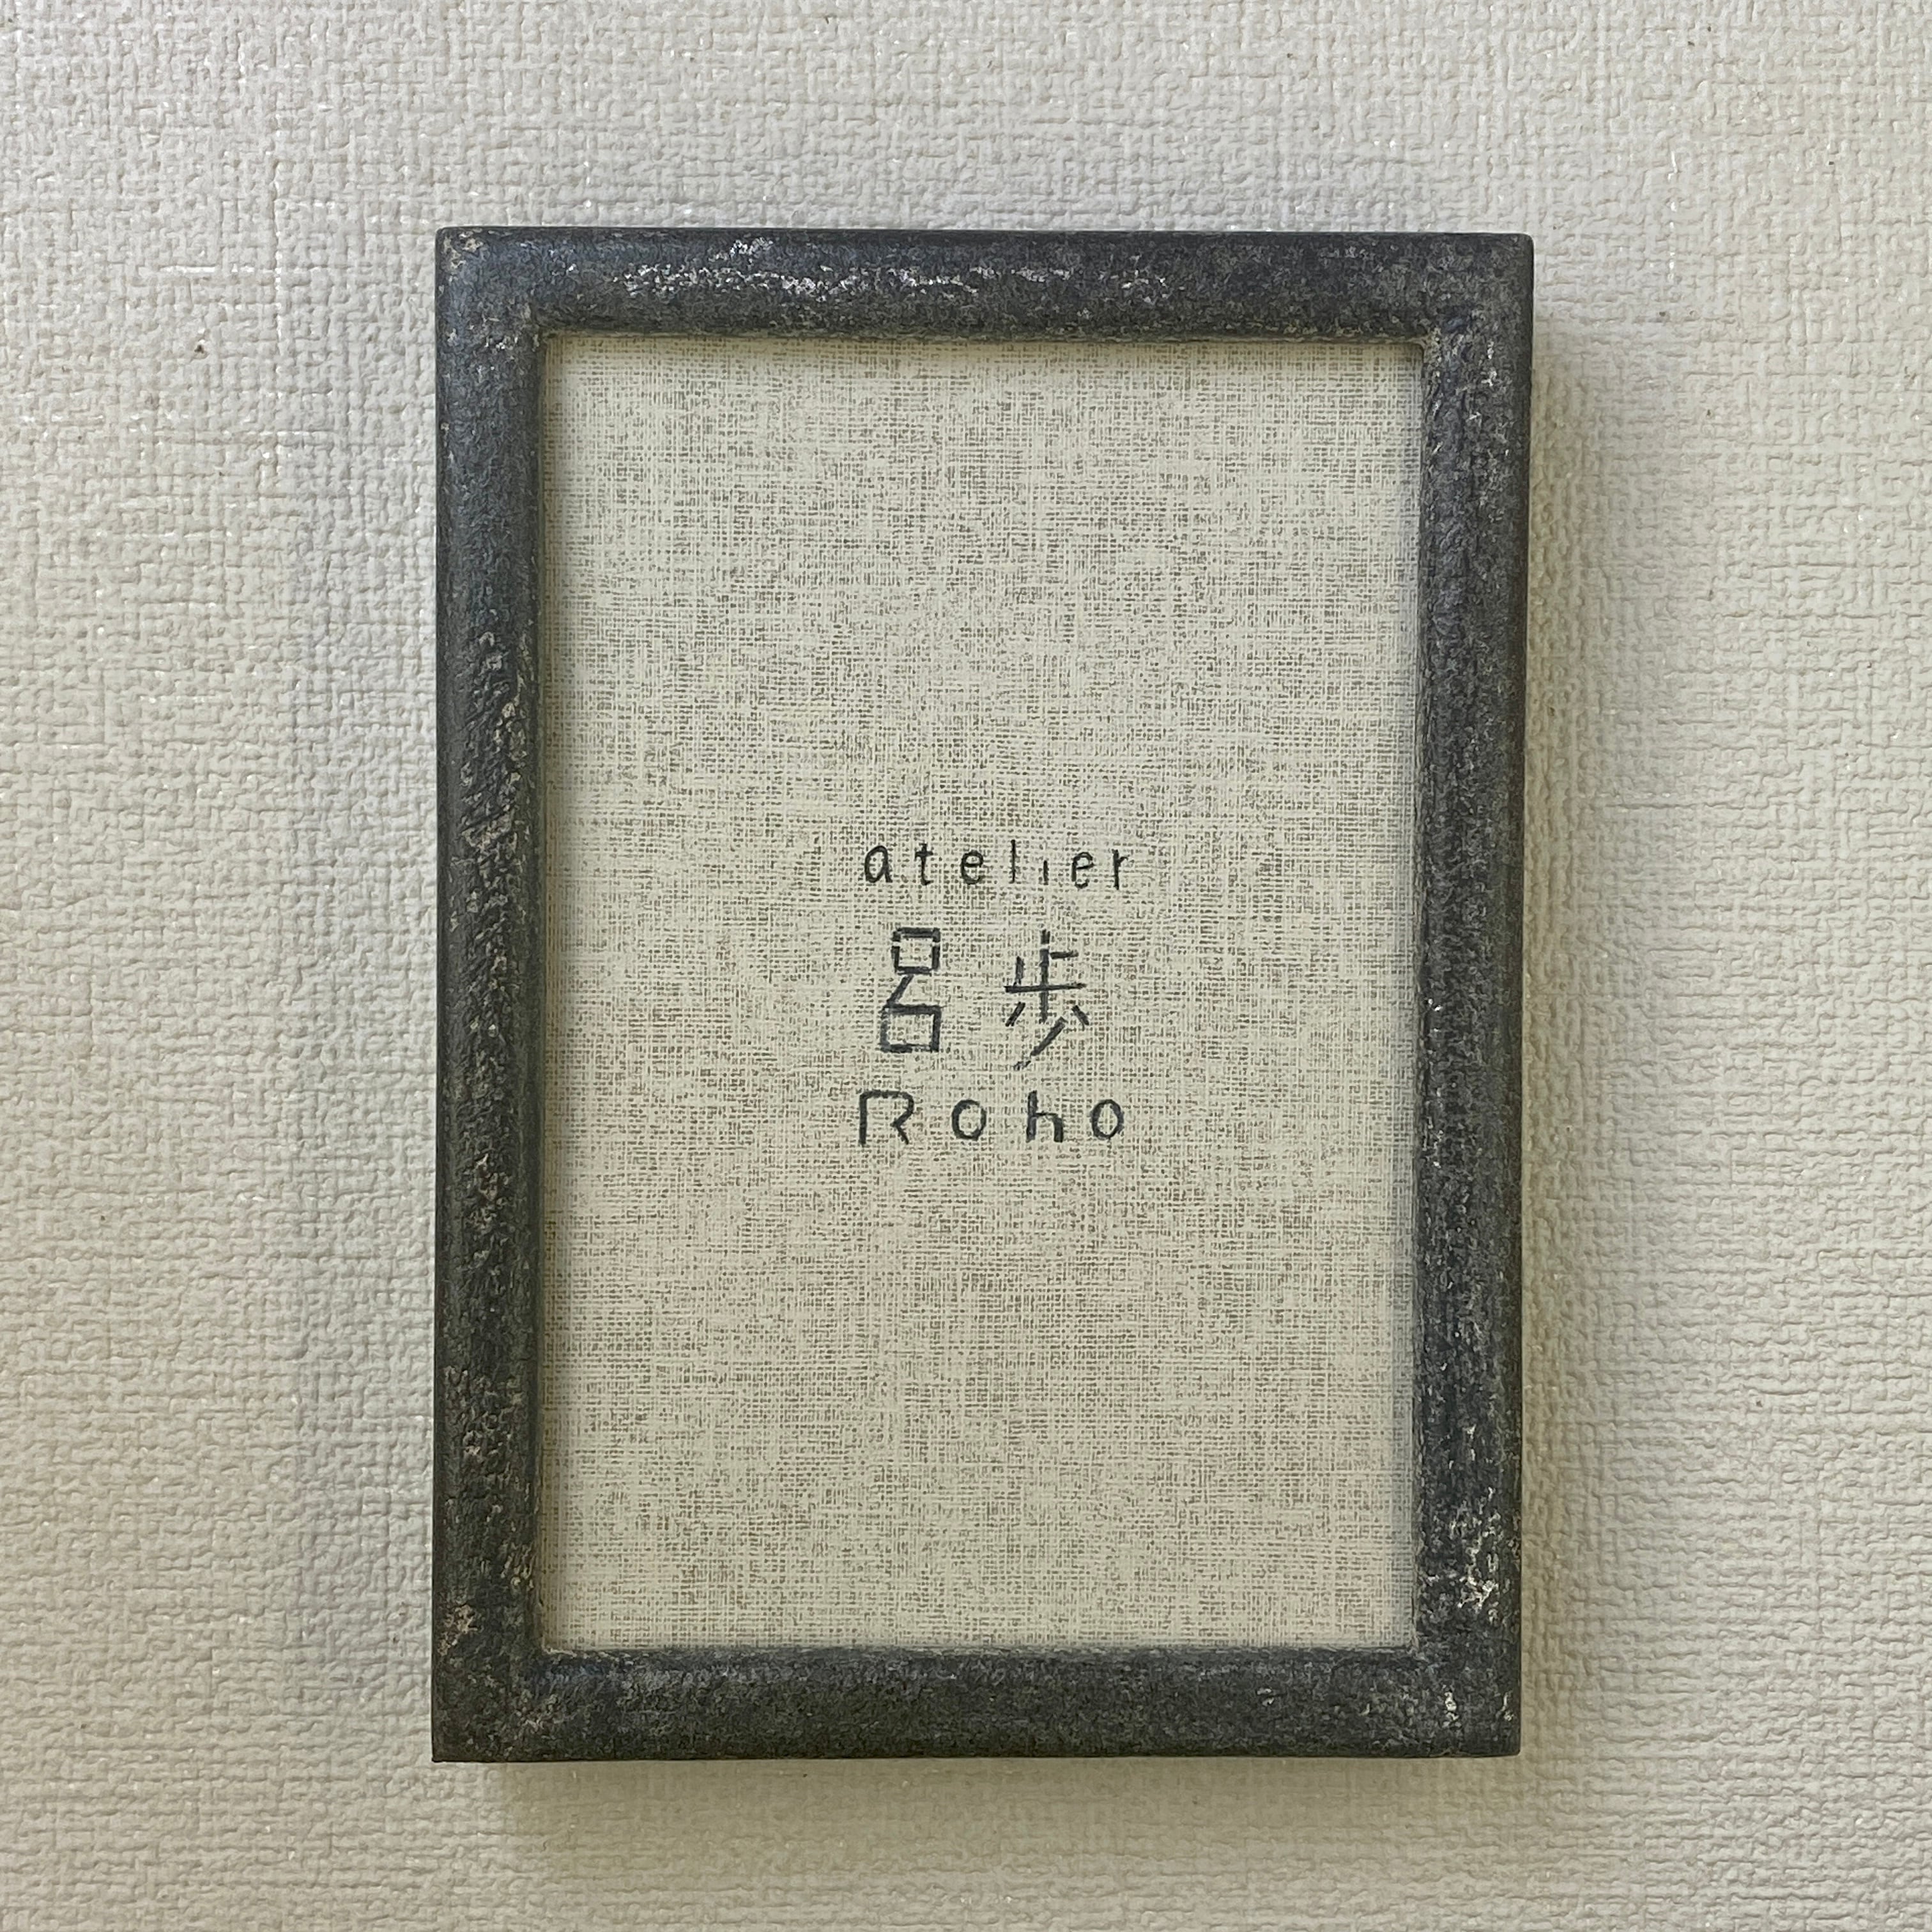 atelier
呂歩
Roho